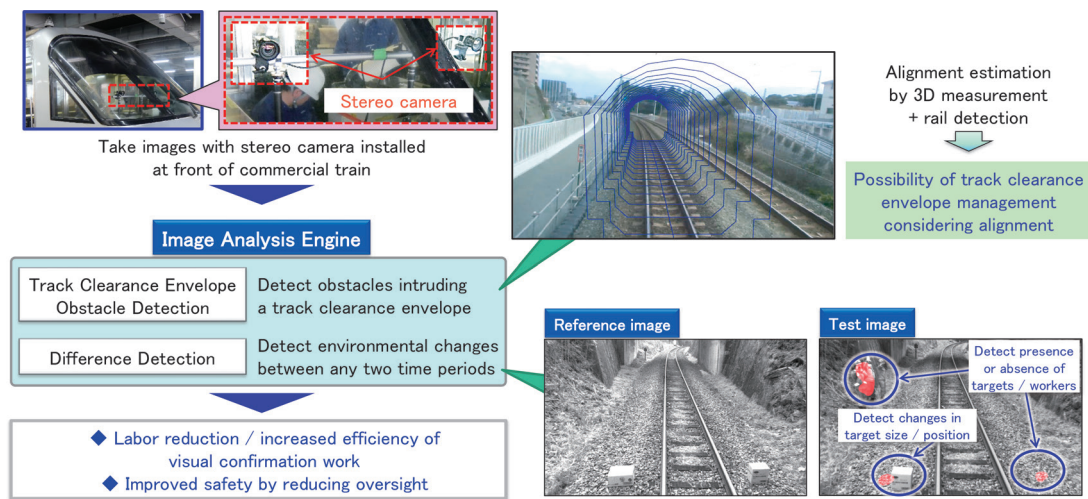 Stereo camera
Take images with stereo camera installed
at front of commercial train
Image Analysis Engine
Track Clearance Envelope
Obstacle Detection
Detect obstacles intruding
a track clearance envelope
Difference Detection
Detect environmental changes
between any two time periods
◆ Labor reduction / increased efficiency of
visual confirmation work
◆ Improved safety by reducing oversight
Alignment estimation
by 3D measurement
+ rail detection
Possibility of track clearance
envelope management
considering alignment
Reference image
Test image
Detect presence
or absence of
targets / workers
Detect changes in
target size / position